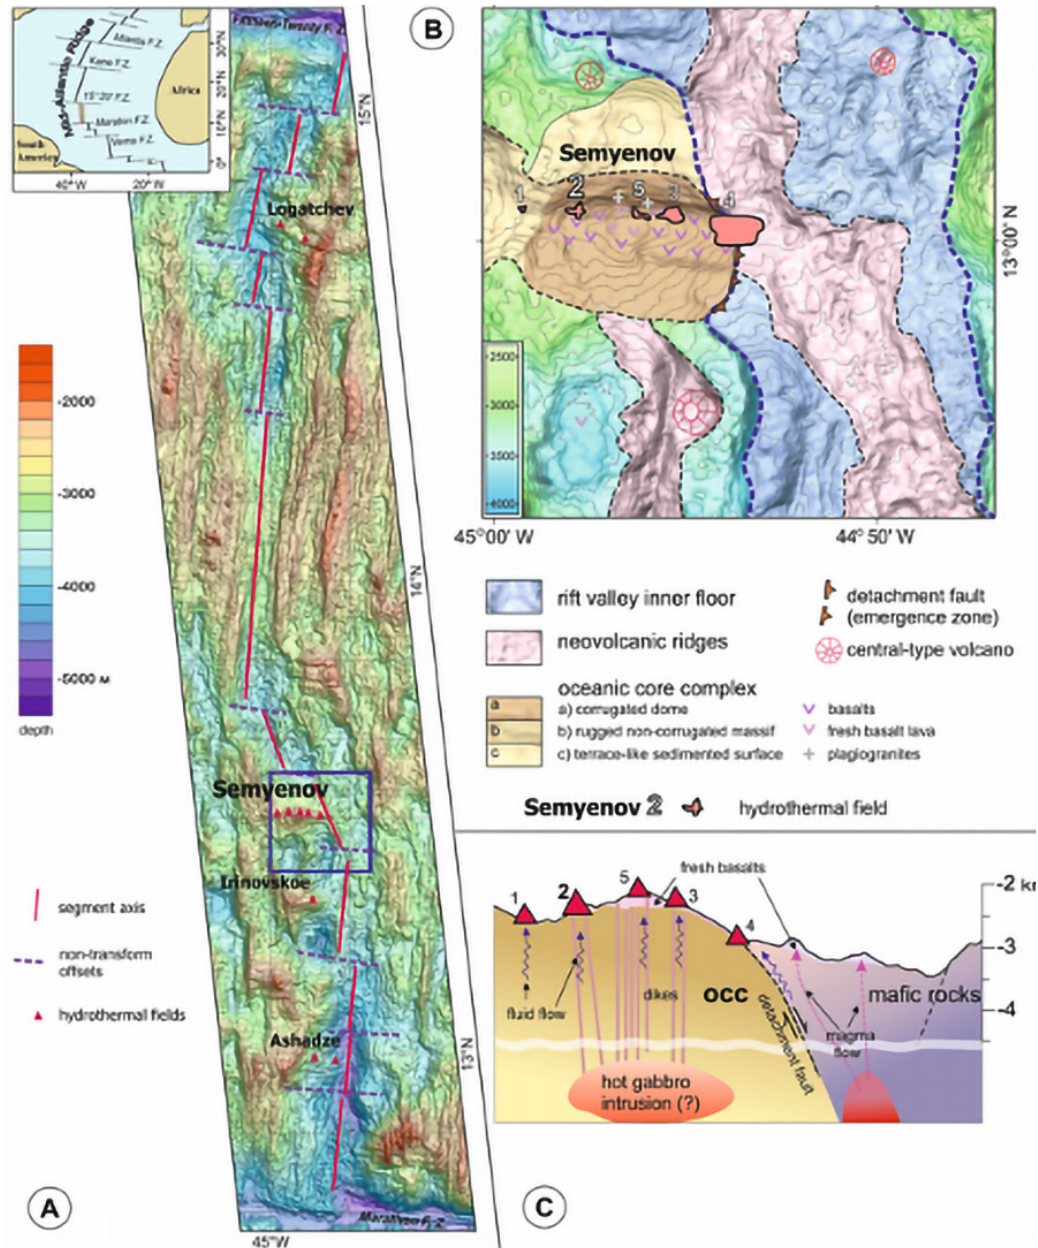 Fifteen-Twenty F. Z.
Atlantis F.Z.
Kane F.Z.
15°20' F.Z.
Marathon F.Z.
Vema F.Z.
Mid-Atlantic Ridge
Africa
South
America
30°N
20°N
10°N
0°
40° W
20° W
15°N
Logatchev
14°N
-2000
-3000
-4000
-5000 м
depth
Semyenov
Irinovskoe
segment axis
non-transform
offsets
hydrothermal fields
Ashadze
13°N
Marathon F. Z.
45°W
A
B
Semyenov
1
2
5
3
4
13°00' N
2500
3000
3500
4000
45°00' W
44°50' W
rift valley inner floor
neovolcanic ridges
detachment fault
(emergence zone)
central-type volcano
oceanic core complex
a
a) corrugated dome
b
b) rugged non-corrugated massif
c
c) terrace-like sedimented surface
basalts
fresh basalt lava
plagiogranites
Semyenov 2
hydrothermal field
fresh basalts
-2 km
-3
-4
1
2
5
3
4
fluid flow
dikes
OCC
detachment fault
mafic rocks
magma
flow
hot gabbro
intrusion (?)
C